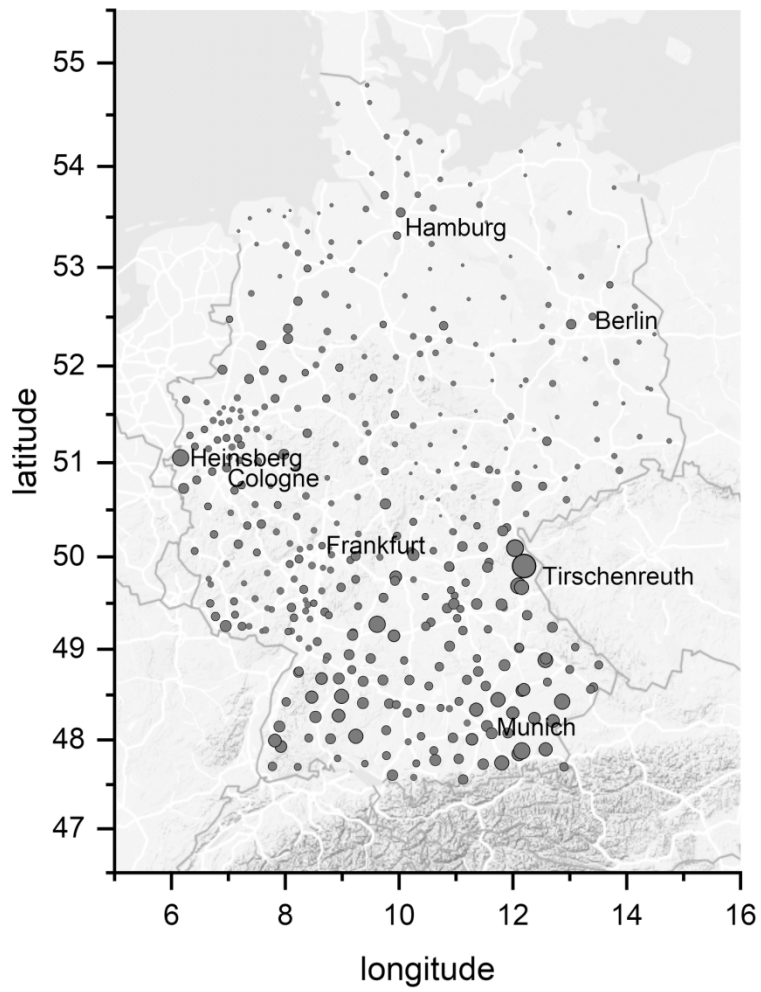 55
54
Hamburg
53
Berlin
52
latitude
51
Heinsberg
Cologne
50
Frankfurt
Tirschenreuth
49
48
Munich
47
6 8 10 12 14 16
longitude